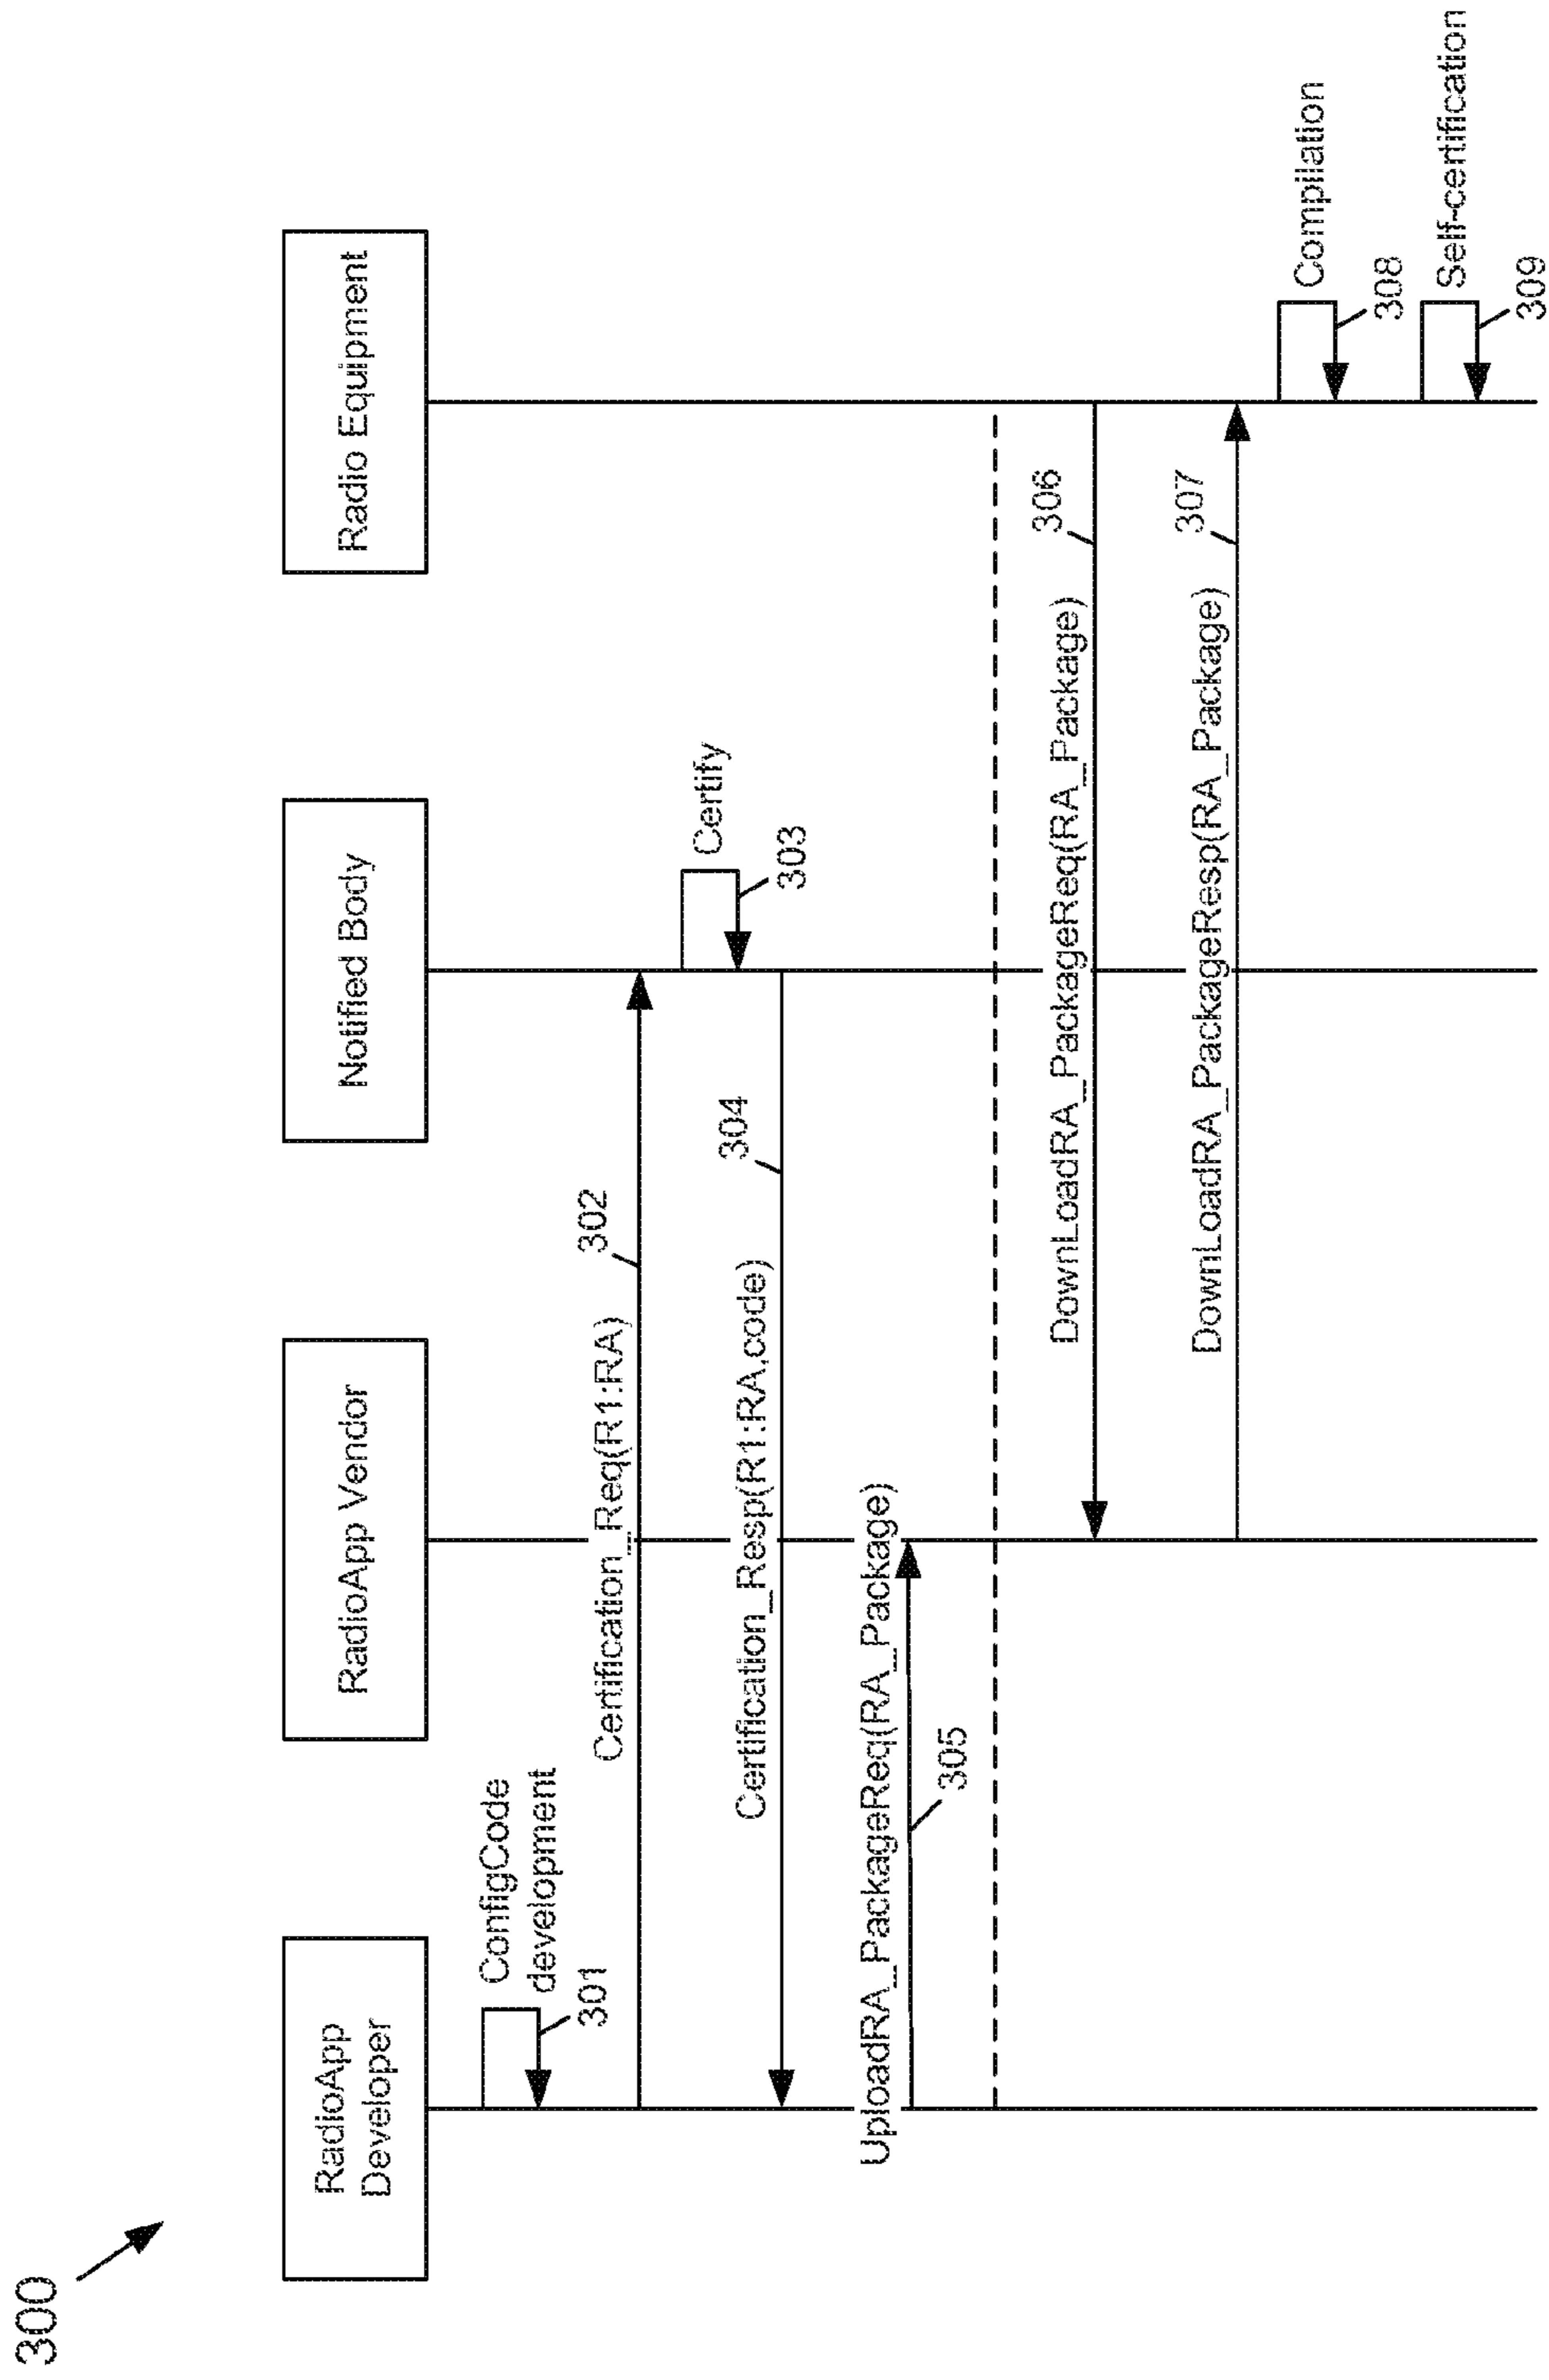 300
RadioApp
Developer
RadioApp Vendor
Notified Body
Radio Equipment
ConfigCode
development
301
Certification_Req(R1:RA)
302
Certify
303
Certification_Resp(R1:RA,code)
304
UploadRA_PackageReq(RA_Package)
305
DownLoadRA_PackageReq(RA_Package)
306
DownLoadRA_PackageResp(RA_Package)
307
Compilation
308
Self-certification
309